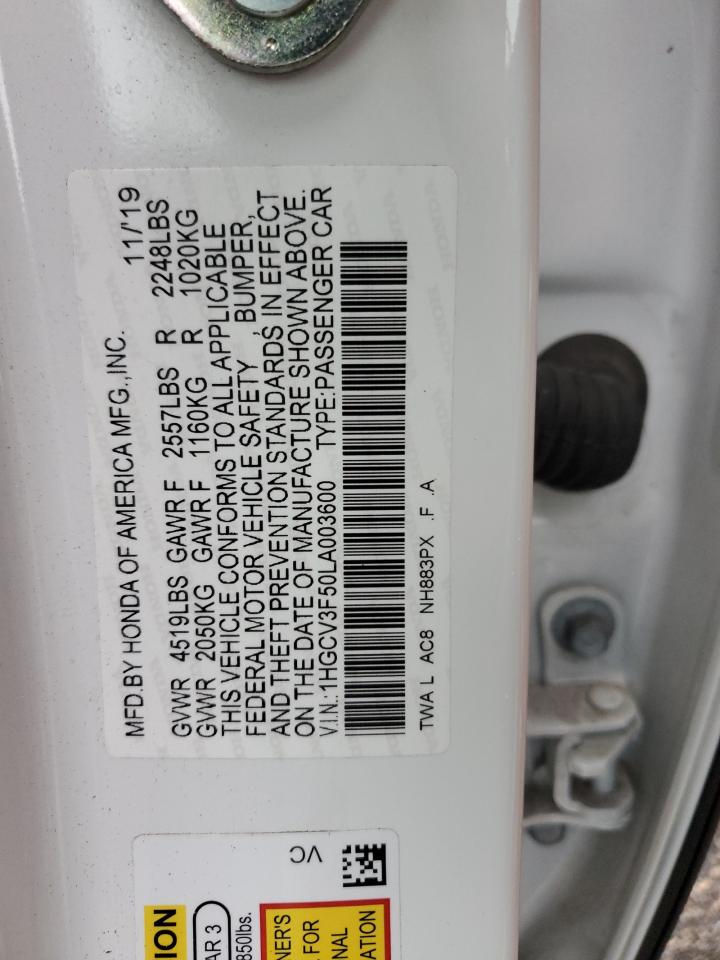 MFD.BY HONDA OF AMERICA MFG.,INC. 11/'19
GVWR 4519LBS GAWR F 2557LBS R 2248LBS
GVWR 2050KG GAWR F 1160KG R 1020KG
THIS VEHICLE CONFORMS TO ALL APPLICABLE
FEDERAL MOTOR VEHICLE SAFETY , BUMPER,
AND THEFT PREVENTION STANDARDS IN EFFECT
ON THE DATE OF MANUFACTURE SHOWN ABOVE.
V.I.N.:1HGCV3F50LA003600 TYPE:PASSENGER CAR
TWA L AC8 NH883PX .F .A
VC
ION
AR 3
850lbs.
NER'S
FOR
NAL
ATION